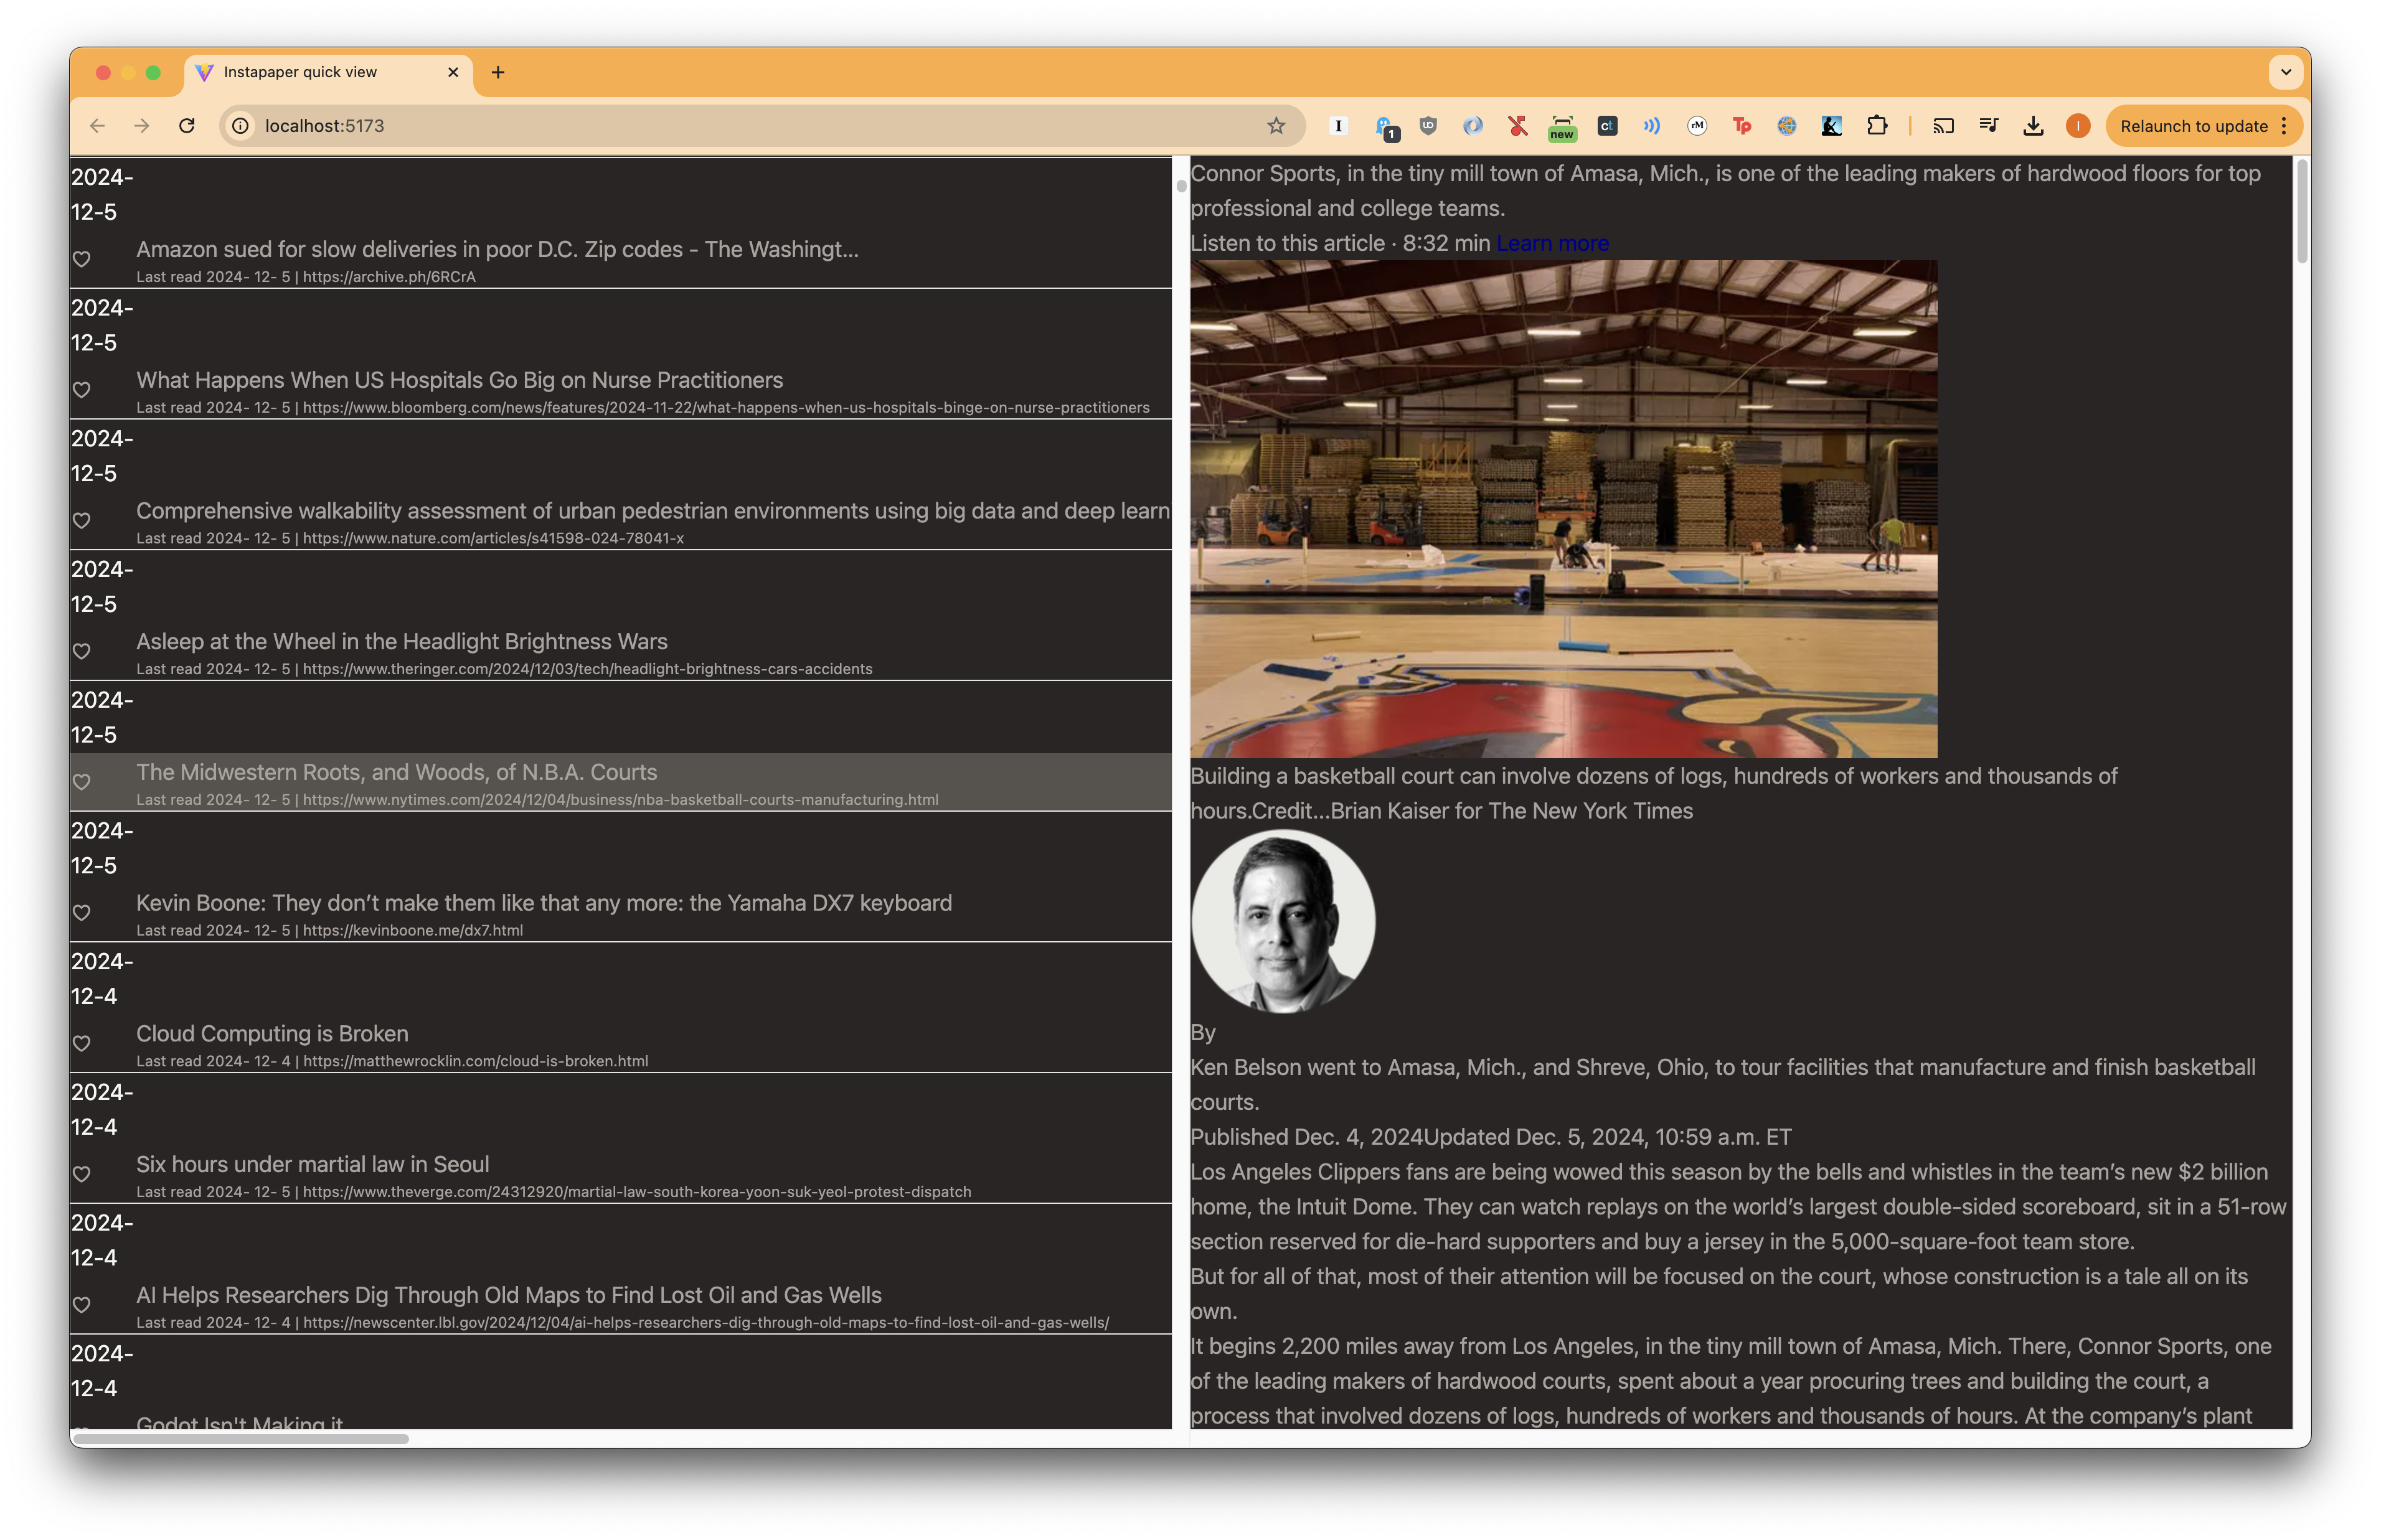 Instapaper quick view
localhost:5173
1
new
ct
rM
Tp
I
Relaunch to update
2024-
12-5
Amazon sued for slow deliveries in poor D.C. Zip codes - The Washingt...
Last read 2024- 12- 5 | https://archive.ph/6RCrA
2024-
12-5
What Happens When US Hospitals Go Big on Nurse Practitioners
Last read 2024- 12- 5 | https://www.bloomberg.com/news/features/2024-11-22/what-happens-when-us-hospitals-binge-on-nurse-practitioners
2024-
12-5
Comprehensive walkability assessment of urban pedestrian environments using big data and deep learn
Last read 2024- 12- 5 | https://www.nature.com/articles/s41598-024-78041-x
2024-
12-5
Asleep at the Wheel in the Headlight Brightness Wars
Last read 2024- 12- 5 | https://www.theringer.com/2024/12/03/tech/headlight-brightness-cars-accidents
2024-
12-5
The Midwestern Roots, and Woods, of N.B.A. Courts
Last read 2024- 12- 5 | https://www.nytimes.com/2024/12/04/business/nba-basketball-courts-manufacturing.html
2024-
12-5
Kevin Boone: They don’t make them like that any more: the Yamaha DX7 keyboard
Last read 2024- 12- 5 | https://kevinboone.me/dx7.html
2024-
12-4
Cloud Computing is Broken
Last read 2024- 12- 4 | https://matthewrocklin.com/cloud-is-broken.html
2024-
12-4
Six hours under martial law in Seoul
Last read 2024- 12- 5 | https://www.theverge.com/24312920/martial-law-south-korea-yoon-suk-yeol-protest-dispatch
2024-
12-4
AI Helps Researchers Dig Through Old Maps to Find Lost Oil and Gas Wells
Last read 2024- 12- 4 | https://newscenter.lbl.gov/2024/12/04/ai-helps-researchers-dig-through-old-maps-to-find-lost-oil-and-gas-wells/
2024-
12-4
Godot Isn't Making it
Connor Sports, in the tiny mill town of Amasa, Mich., is one of the leading makers of hardwood floors for top
professional and college teams.
Listen to this article · 8:32 min Learn more
Building a basketball court can involve dozens of logs, hundreds of workers and thousands of
hours.Credit...Brian Kaiser for The New York Times
By
Ken Belson went to Amasa, Mich., and Shreve, Ohio, to tour facilities that manufacture and finish basketball
courts.
Published Dec. 4, 2024Updated Dec. 5, 2024, 10:59 a.m. ET
Los Angeles Clippers fans are being wowed this season by the bells and whistles in the team’s new $2 billion
home, the Intuit Dome. They can watch replays on the world’s largest double-sided scoreboard, sit in a 51-row
section reserved for die-hard supporters and buy a jersey in the 5,000-square-foot team store.
But for all of that, most of their attention will be focused on the court, whose construction is a tale all on its
own.
It begins 2,200 miles away from Los Angeles, in the tiny mill town of Amasa, Mich. There, Connor Sports, one
of the leading makers of hardwood courts, spent about a year procuring trees and building the court, a
process that involved dozens of logs, hundreds of workers and thousands of hours. At the company’s plant